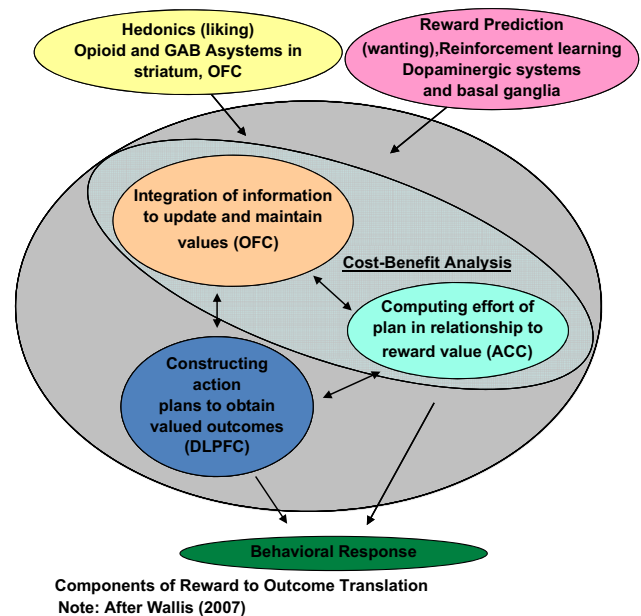 Hedonics (liking)
Opioid and GAB Asystems in
striatum, OFC
Reward Prediction
(wanting),Reinforcement learning
Dopaminergic systems
and basal ganglia
Integration of information
to update and maintain
values (OFC)
Cost-Benefit Analysis
Computing effort of
plan in relationship to
reward value (ACC)
Constructing
action
plans to obtain
valued outcomes
(DLPFC)
Behavioral Response
Components of Reward to Outcome Translation
Note: After Wallis (2007)